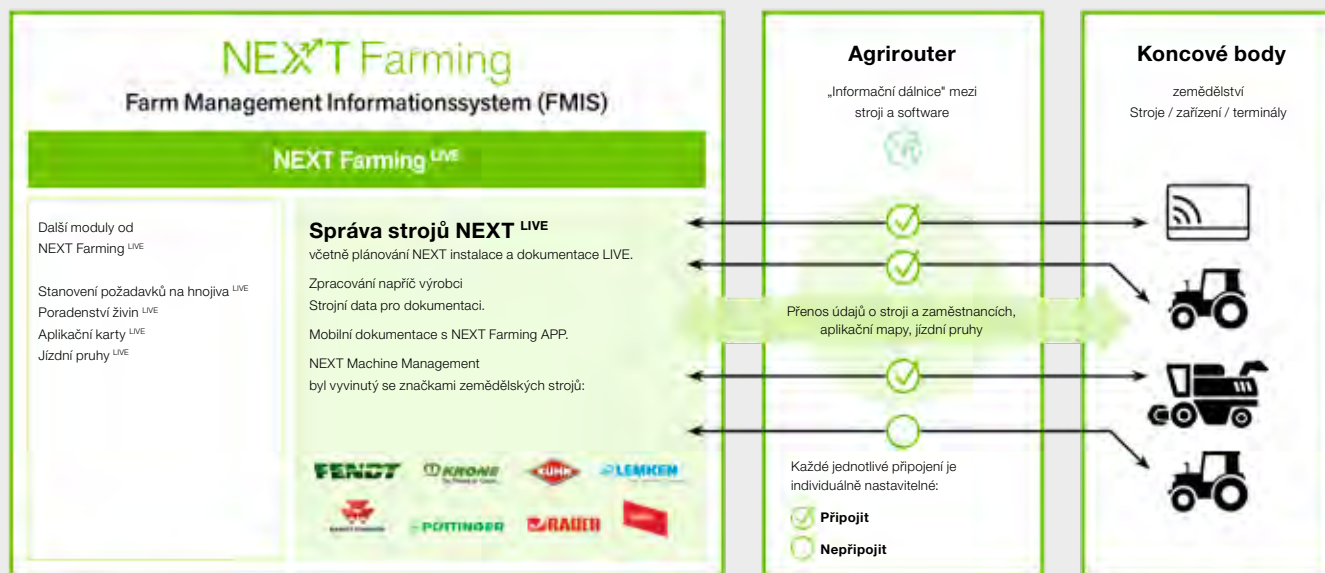 NEXT Farming
Farm Management Informationssystem (FMIS)
NEXT Farming LIVE
Další moduly od
NEXT Farming LIVE
Stanovení požadavků na hnojiva LIVE
Poradenství živin LIVE
Aplikační karty LIVE
Jízdní pruhy LIVE
Správa strojů NEXT LIVE
včetně plánování NEXT instalace a dokumentace LIVE.
Zpracování napříč výrobci
Strojní data pro dokumentaci.
Mobilní dokumentace s NEXT Farming APP.
NEXT Machine Management
byl vyvinutý se značkami zemědělských strojů:
FENDT
KRONE
KUHN
LEMKEN
MASSEY FERGUSON
PÖTTINGER
RAUCH
Agrirouter
„Informační dálnice“ mezi
stroji a software
Přenos údajů o stroji a zaměstnancích,
aplikační mapy, jízdní pruhy
Každé jednotlivé připojení je
individuálně nastavitelné:
Připojit
Nepřipojit
Koncové body
zemědělství
Stroje / zařízení / terminály